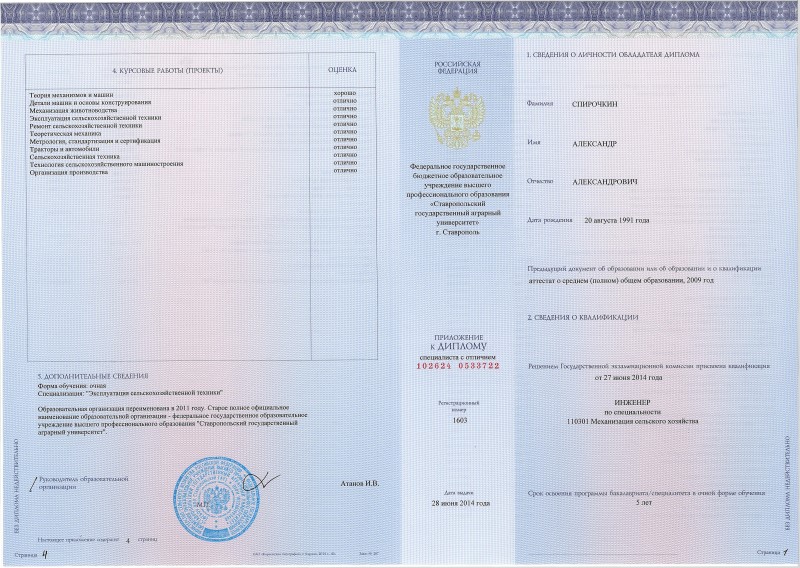 4. КУРСОВЫЕ РАБОТЫ (ПРОЕКТЫ)
ОЦЕНКА
Теория механизмов и машин хорошо
Детали машин и основы конструирования отлично
Механизация животноводства отлично
Эксплуатация сельскохозяйственной техники отлично
Ремонт сельскохозяйственной техники отлично
Теоретическая механика отлично
Метрология, стандартизация и сертификация отлично
Тракторы и автомобили отлично
Сельскохозяйственная техника отлично
Технология сельскохозяйственного машиностроения отлично
Организация производства отлично
5. ДОПОЛНИТЕЛЬНЫЕ СВЕДЕНИЯ
Форма обучения: очная
Специализация: "Эксплуатация сельскохозяйственной техники"
Образовательная организация переименована в 2011 году. Старое полное официальное
наименование образовательной организации - федеральное государственное образовательное
учреждение высшего профессионального образования "Ставропольский государственный
аграрный университет".
БЕЗ ДИПЛОМА НЕДЕЙСТВИТЕЛЬНО
Руководитель образовательной
организации
М.П.
Атанов И.В.
Настоящее приложение содержит 4 страниц
Страница 4
РОССИЙСКАЯ
ФЕДЕРАЦИЯ
Федеральное государственное
бюджетное образовательное
учреждение высшего
профессионального образования
«Ставропольский
государственный аграрный
университет»
г. Ставрополь
ПРИЛОЖЕНИЕ
к ДИПЛОМУ
специалиста с отличием
102624 0533722
Регистрационный
номер
1603
Дата выдачи
28 июня 2014 года
1. СВЕДЕНИЯ О ЛИЧНОСТИ ОБЛАДАТЕЛЯ ДИПЛОМА
Фамилия СПИРОЧКИН
Имя АЛЕКСАНДР
Отчество АЛЕКСАНДРОВИЧ
Дата рождения 20 августа 1991 года
Предыдущий документ об образовании или об образовании и о квалификации
аттестат о среднем (полном) общем образовании, 2009 год
2. СВЕДЕНИЯ О КВАЛИФИКАЦИИ
Решением Государственной экзаменационной комиссии присвоена квалификация
от 27 июня 2014 года
ИНЖЕНЕР
по специальности
110301 Механизация сельского хозяйства
Срок освоения программы бакалавриата/специалитета в очной форме обучения
5 лет
БЕЗ ДИПЛОМА НЕДЕЙСТВИТЕЛЬНО
Страница 1